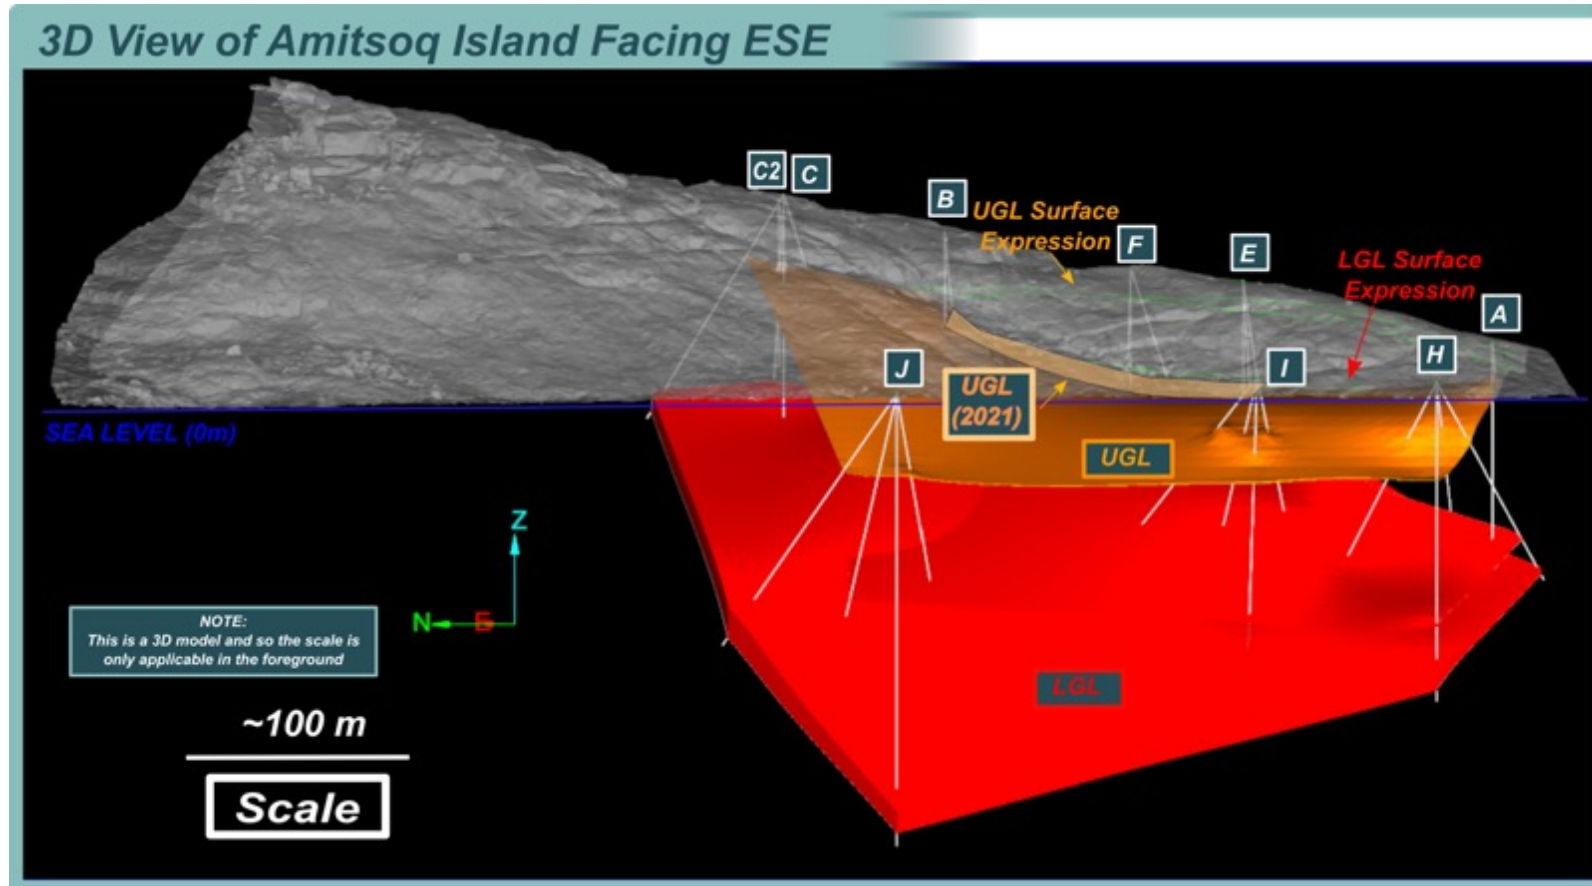 3D View of Amitsoq Island Facing ESE
C2
C
B
UGL Surface
Expression
F
E
LGL Surface
Expression
A
J
UGL
(2021)
I
H
SEA LEVEL (0m)
UGL
Z
N
E
NOTE:
This is a 3D model and so the scale is
only applicable in the foreground
LGL
~100 m
Scale